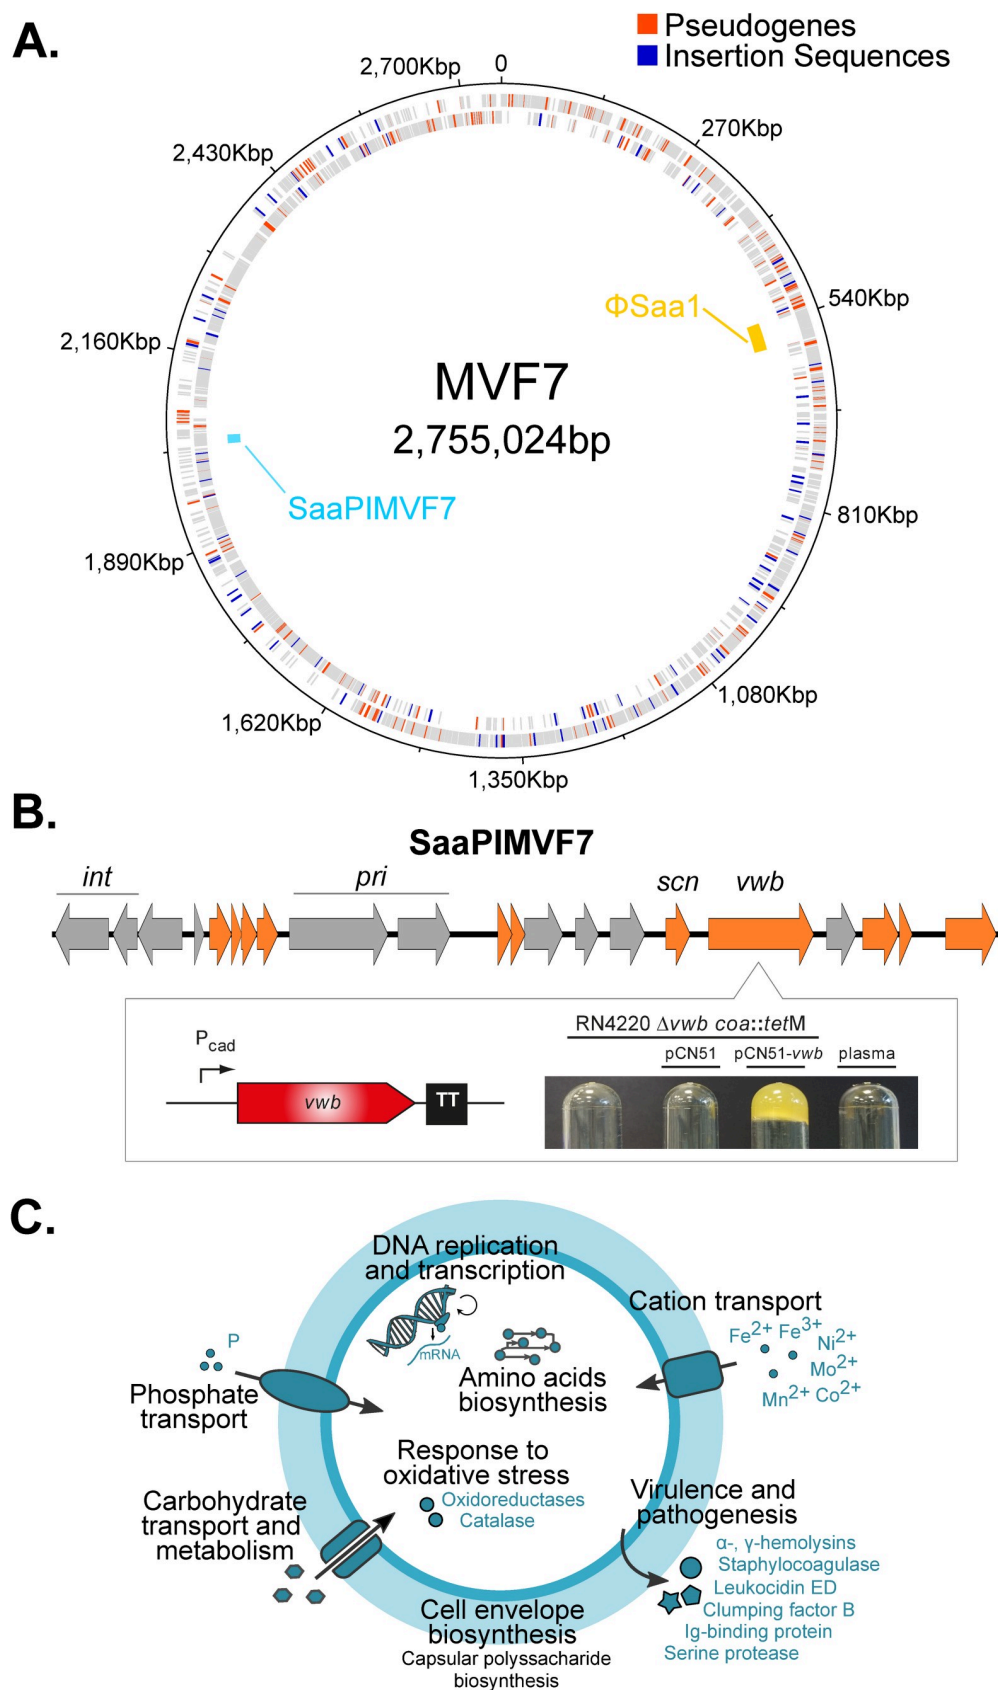 A.
Pseudogenes
Insertion Sequences
0
2,700Kbp
270Kbp
2,430Kbp
540Kbp
ΦSaa1
2,160Kbp
MVF7
2,755,024bp
SaaPIMVF7
810Kbp
1,890Kbp
1,080Kbp
1,620Kbp
1,350Kbp
B.
SaaPIMVF7
int
pri
scn
vwb
RN4220 Δvwb coa::tetM
Pcad
pCN51
pCN51-vwb
plasma
vwb
TT
C.
DNA replication
and transcription
mRNA
Cation transport
Fe2+ Fe3+
Ni2+
Mo2+
Mn2+ Co2+
P
Phosphate
transport
Amino acids
biosynthesis
Response to
oxidative stress
Oxidoreductases
Catalase
Carbohydrate
transport and
metabolism
Virulence and
pathogenesis
α-, γ-hemolysins
Staphylocoagulase
Leukocidin ED
Clumping factor B
Ig-binding protein
Serine protease
Cell envelope
biosynthesis
Capsular polyssacharide
biosynthesis